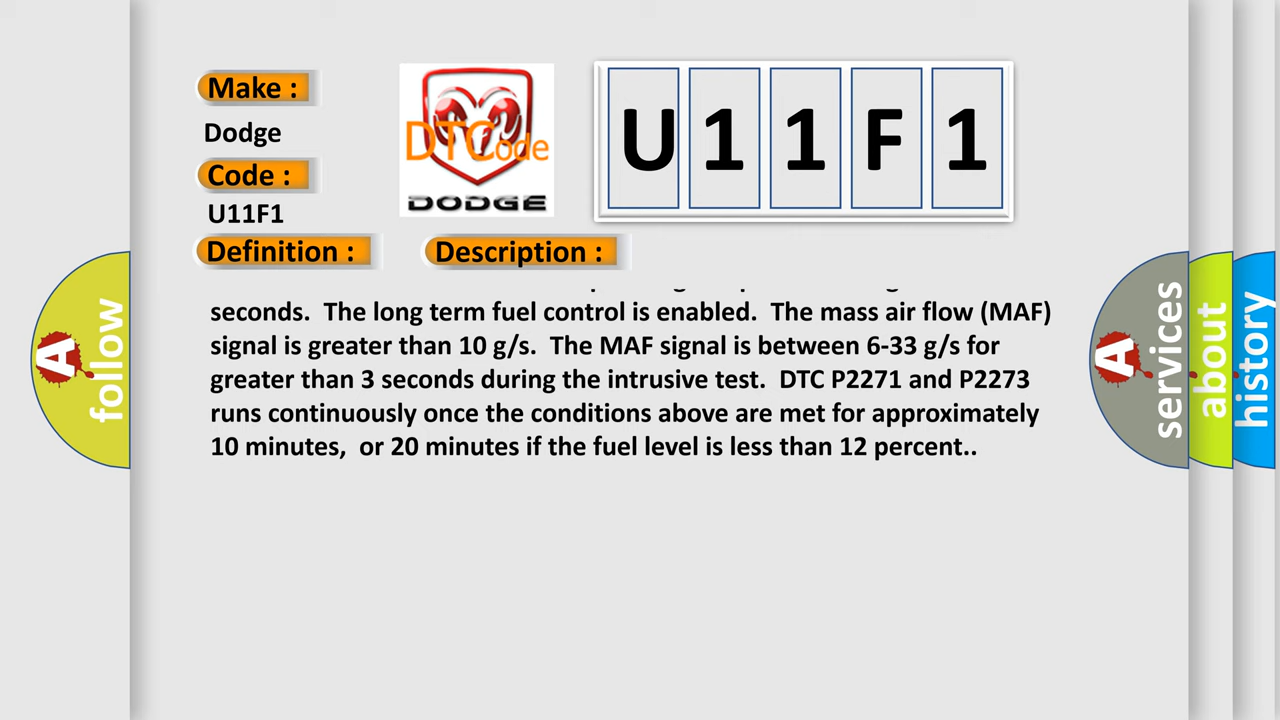 Make :
Dodge
Code :
U11F1
Definition :
Description :
DTCode
DODGE
U11F1
seconds. The long term fuel control is enabled. The mass air flow (MAF)
signal is greater than 10 g/s. The MAF signal is between 6-33 g/s for
greater than 3 seconds during the intrusive test. DTC P2271 and P2273
runs continuously once the conditions above are met for approximately
10 minutes, or 20 minutes if the fuel level is less than 12 percent..
A follow
A services
about
history